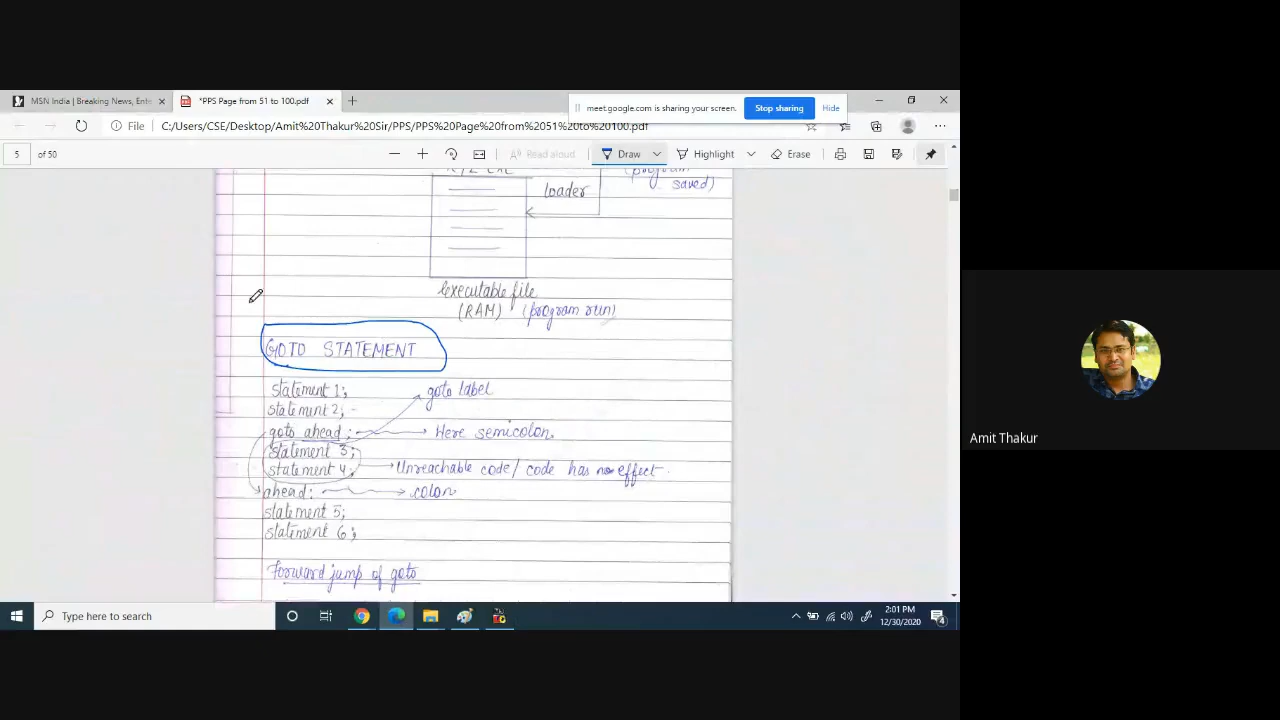 MSN India | Breaking News, Ente
*PPS Page from 51 to 100.pdf
meet.google.com is sharing your screen.
Stop sharing
Hide
File
C:/Users/CSE/Desktop/Amit%20Thakur%20Sir/PPS/PPS%20Page%20from%2051%20to%20100.pdf
5
of 50
Read aloud
Draw
Highlight
Erase
(program
saved)
loader
Executable file
(RAM) (program run)
GOTO STATEMENT
statement 1;
goto label
statement 2;
goto ahead;
Here semicolon.
statement 3;
statement 4;
Unreachable code/ code has no effect.
ahead:
colon
statement 5;
statement 6;
Forward jump of goto
Amit Thakur
Type here to search
2:01 PM
12/30/2020
4